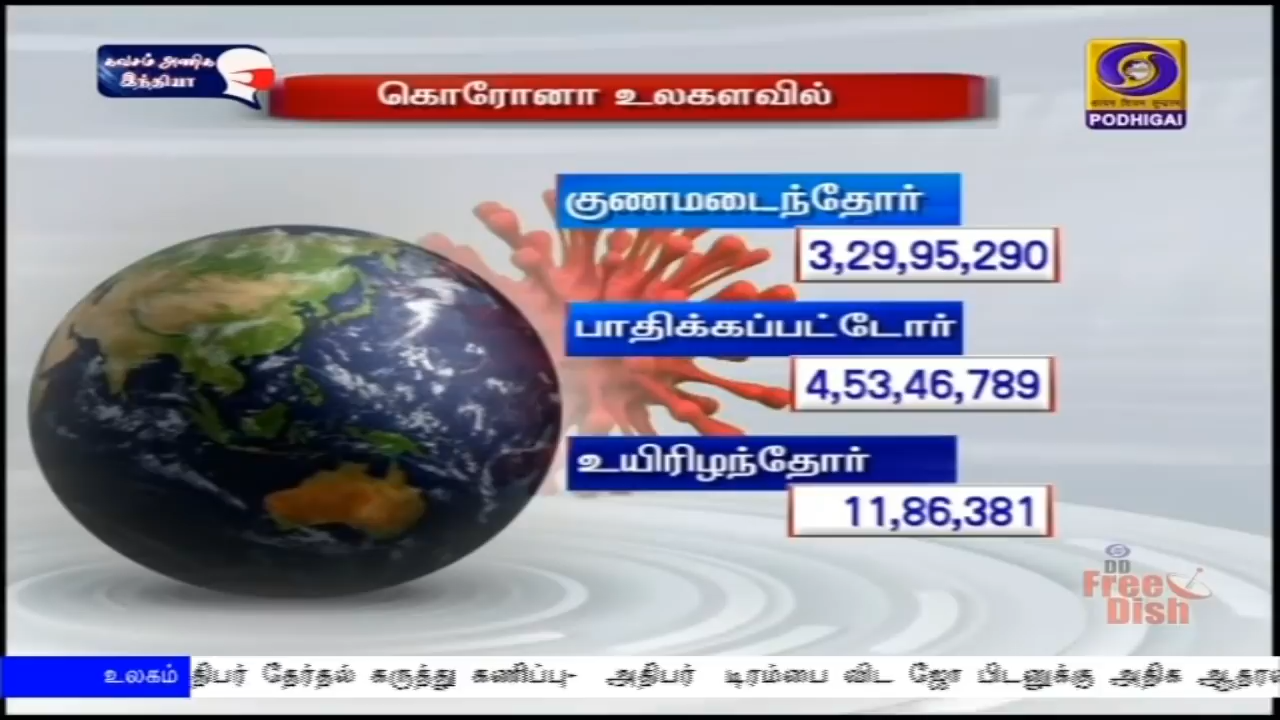 கவசம் அணிக
இந்தியா
கொரோனா உலகளவில்
PODHIGAI
குணமடைந்தோர்
3,29,95,290
பாதிக்கப்பட்டோர்
4,53,46,789
உயிரிழந்தோர்
11,86,381
DD
Free
Dish
உலகம் திபர் தேர்தல் கருத்து கணிப்பு- அதிபர் டிரம்பை விட ஜோ பிடனுக்கு அதிக ஆதரவ